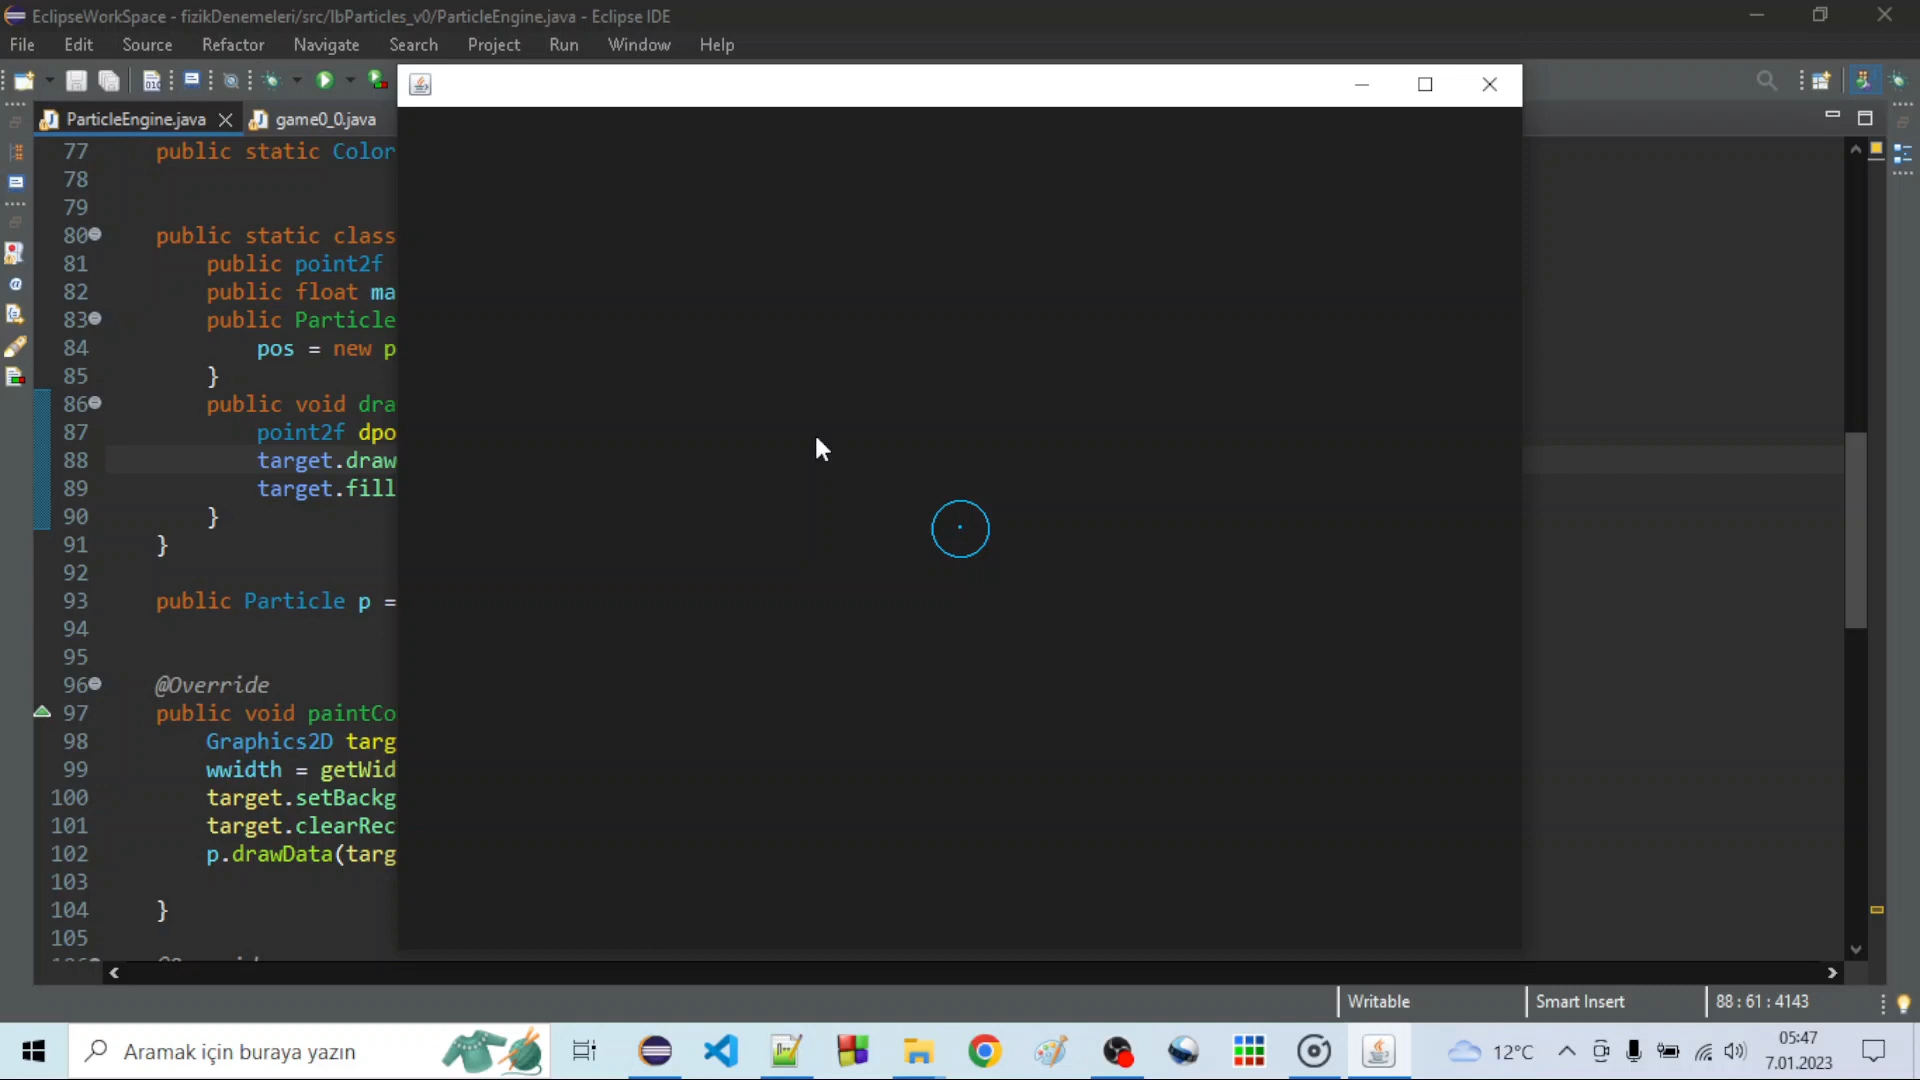 EclipseWorkSpace - fizikDenemeleri/src/lbParticles_v0/ParticleEngine.java - Eclipse IDE
File Edit Source Refactor Navigate Search Project Run Window Help
ParticleEngine.java game0_0.java
77 public static Color
78
79
80 public static class
81 public point2f
82 public float ma
83 public Particle
84 pos = new p
85 }
86 public void dra
87 point2f dpo
88 target.draw
89 target.fill
90 }
91 }
92
93 public Particle p =
94
95
96 @Override
97 public void paintCo
98 Graphics2D targ
99 wwidth = getWid
100 target.setBackg
101 target.clearRec
102 p.drawData(targ
103
104 }
105
Writable Smart Insert 88 : 61 : 4143
Aramak için buraya yazın 12°C 05:47
7.01.2023